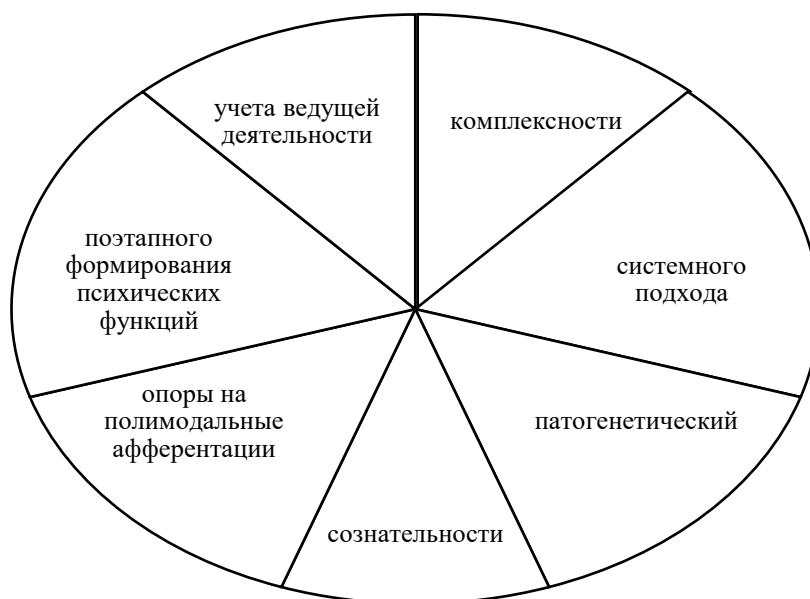 учета ведущей
деятельности
комплексности
поэтапного
формирования
психических
функций
системного
подхода
опоры на
полимодальные
афферентации
патогенетический
сознательности